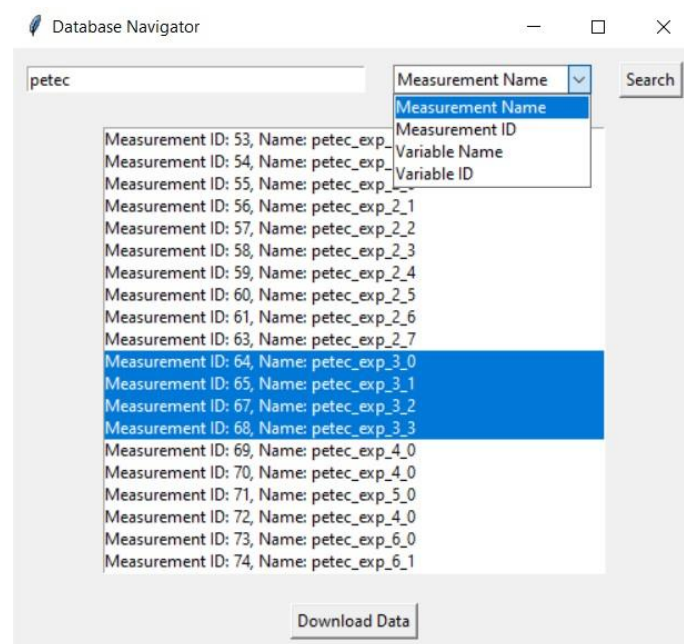 Database Navigator
petec
Measurement Name
Search
Measurement Name
Measurement ID
Variable Name
Variable ID
Measurement ID: 53, Name: petec_exp_
Measurement ID: 54, Name: petec_exp_
Measurement ID: 55, Name: petec_exp_
Measurement ID: 56, Name: petec_exp_2_1
Measurement ID: 57, Name: petec_exp_2_2
Measurement ID: 58, Name: petec_exp_2_3
Measurement ID: 59, Name: petec_exp_2_4
Measurement ID: 60, Name: petec_exp_2_5
Measurement ID: 61, Name: petec_exp_2_6
Measurement ID: 63, Name: petec_exp_2_7
Measurement ID: 64, Name: petec_exp_3_0
Measurement ID: 65, Name: petec_exp_3_1
Measurement ID: 67, Name: petec_exp_3_2
Measurement ID: 68, Name: petec_exp_3_3
Measurement ID: 69, Name: petec_exp_4_0
Measurement ID: 70, Name: petec_exp_4_0
Measurement ID: 71, Name: petec_exp_5_0
Measurement ID: 72, Name: petec_exp_4_0
Measurement ID: 73, Name: petec_exp_6_0
Measurement ID: 74, Name: petec_exp_6_1
Download Data